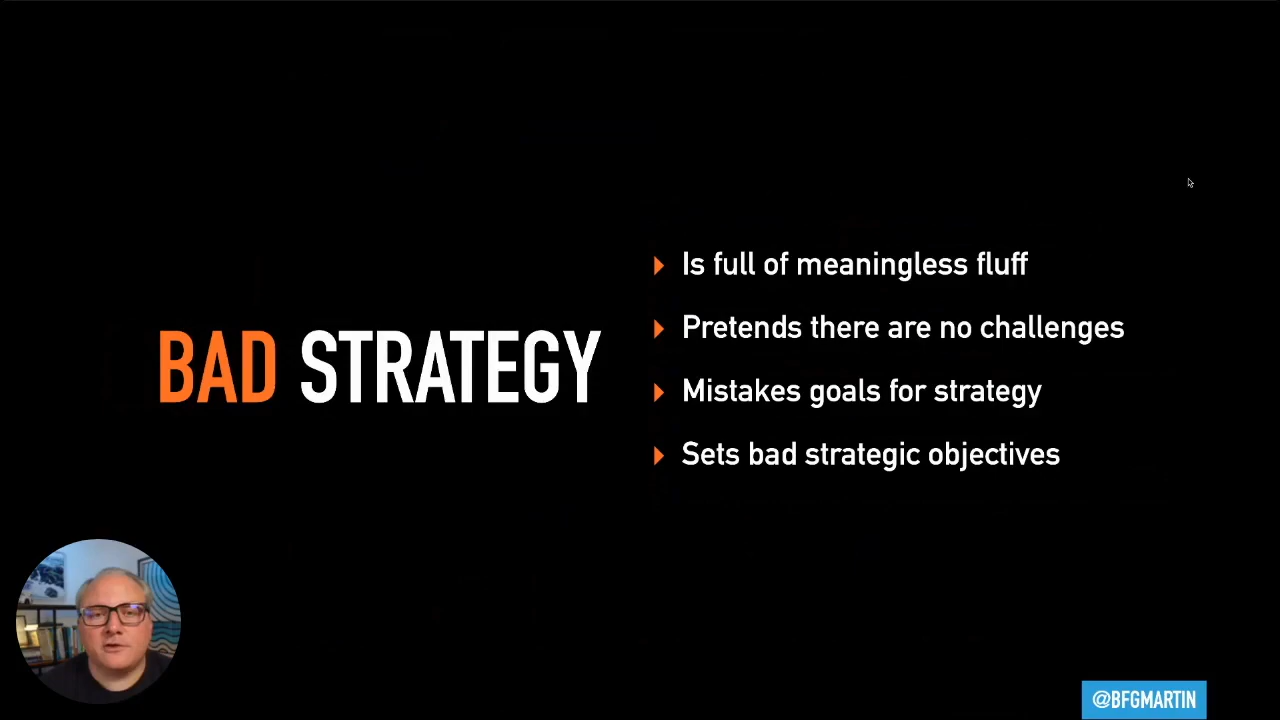 BAD STRATEGY
Is full of meaningless fluff
Pretends there are no challenges
Mistakes goals for strategy
Sets bad strategic objectives
@BFGMARTIN